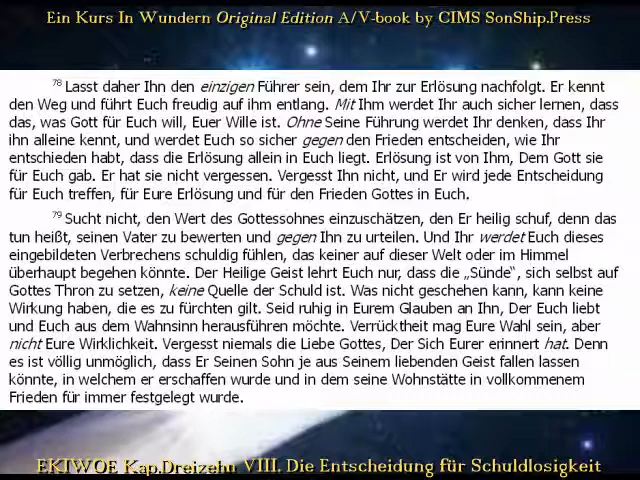 Ein Kurs In Wundern Original Edition A/V-book by CIMS SonShip.Press
78 Lasst daher Ihn den einzigen Führer sein, dem Ihr zur Erlösung nachfolgt. Er kennt
den Weg und führt Euch freudig auf ihm entlang. Mit Ihm werdet Ihr auch sicher lernen, dass
das, was Gott für Euch will, Euer Wille ist. Ohne Seine Führung werdet Ihr denken, dass Ihr
ihn alleine kennt, und werdet Euch so sicher gegen den Frieden entscheiden, wie Ihr
entschieden habt, dass die Erlösung allein in Euch liegt. Erlösung ist von Ihm, Dem Gott sie
für Euch gab. Er hat sie nicht vergessen. Vergesst Ihn nicht, und Er wird jede Entscheidung
für Euch treffen, für Eure Erlösung und für den Frieden Gottes in Euch.
79 Sucht nicht, den Wert des Gottessohnes einzuschätzen, den Er heilig schuf, denn das
tun heißt, seinen Vater zu bewerten und gegen Ihn zu urteilen. Und Ihr werdet Euch dieses
eingebildeten Verbrechens schuldig fühlen, das keiner auf dieser Welt oder im Himmel
überhaupt begehen könnte. Der Heilige Geist lehrt Euch nur, dass die „Sünde“, sich selbst auf
Gottes Thron zu setzen, keine Quelle der Schuld ist. Was nicht geschehen kann, kann keine
Wirkung haben, die es zu fürchten gilt. Seid ruhig in Eurem Glauben an Ihn, Der Euch liebt
und Euch aus dem Wahnsinn herausführen möchte. Verrücktheit mag Eure Wahl sein, aber
nicht Eure Wirklichkeit. Vergesst niemals die Liebe Gottes, Der Sich Eurer erinnert hat. Denn
es ist völlig unmöglich, dass Er Seinen Sohn je aus Seinem liebenden Geist fallen lassen
könnte, in welchem er erschaffen wurde und in dem seine Wohnstätte in vollkommenem
Frieden für immer festgelegt wurde.
EKIWOE Kap.Dreizehn VIII. Die Entscheidung für Schuldlosigkeit